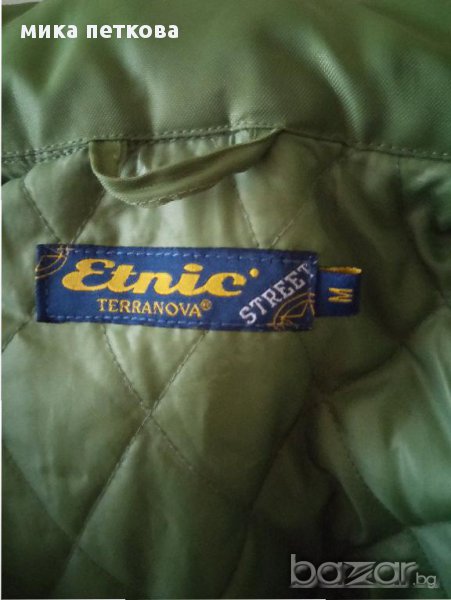 мика петкова
Etnic'
TERRANOVA®
STREET
M
bazar.bg